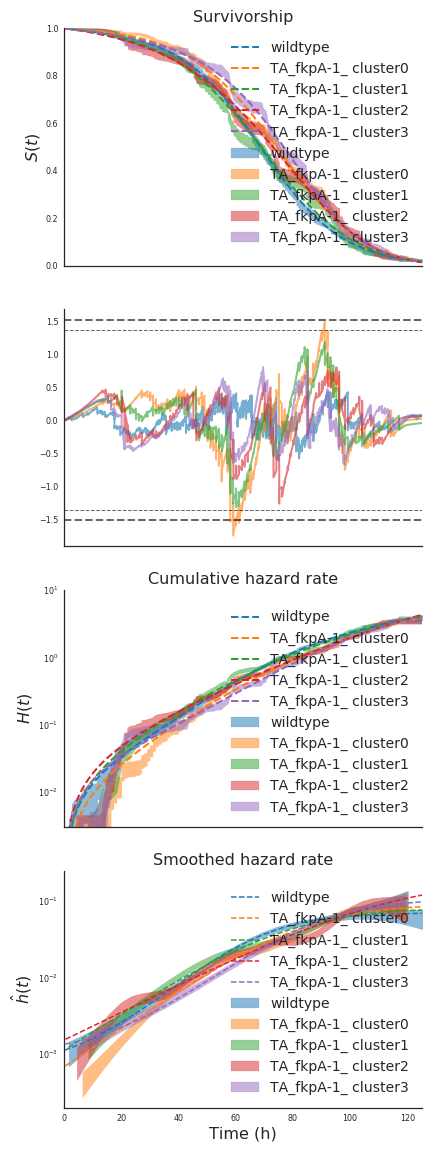 Survivorship
1.0
0.8
0.6
0.4
0.2
0.0
S(t)
wildtype
TA_fkpA-1_ cluster0
TA_fkpA-1_ cluster1
TA_fkpA-1_ cluster2
TA_fkpA-1_ cluster3
wildtype
TA_fkpA-1_ cluster0
TA_fkpA-1_ cluster1
TA_fkpA-1_ cluster2
TA_fkpA-1_ cluster3
1.5
1.0
0.5
0.0
−0.5
−1.0
−1.5
Cumulative hazard rate
10^1
10^0
10^−1
10^−2
H(t)
wildtype
TA_fkpA-1_ cluster0
TA_fkpA-1_ cluster1
TA_fkpA-1_ cluster2
TA_fkpA-1_ cluster3
wildtype
TA_fkpA-1_ cluster0
TA_fkpA-1_ cluster1
TA_fkpA-1_ cluster2
TA_fkpA-1_ cluster3
Smoothed hazard rate
10^−1
10^−2
10^−3
ĥ(t)
wildtype
TA_fkpA-1_ cluster0
TA_fkpA-1_ cluster1
TA_fkpA-1_ cluster2
TA_fkpA-1_ cluster3
wildtype
TA_fkpA-1_ cluster0
TA_fkpA-1_ cluster1
TA_fkpA-1_ cluster2
TA_fkpA-1_ cluster3
0 20 40 60 80 100 120
Time (h)